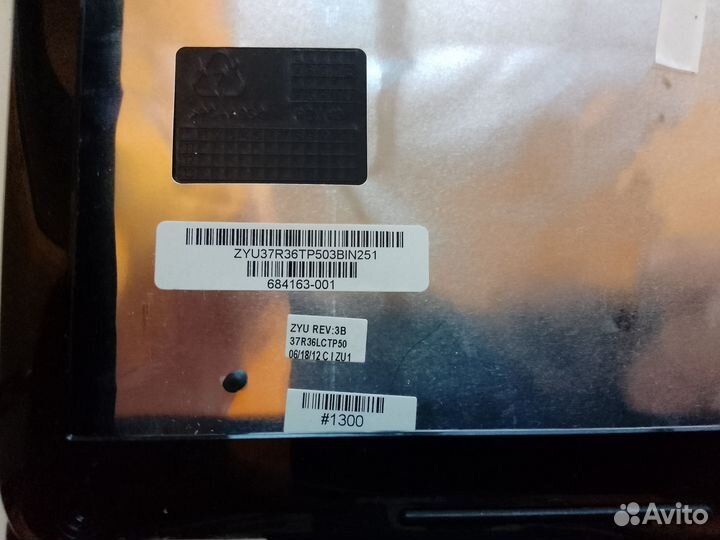 ZYU37R36TP503BIN251
684163-001
ZYU REV:3B
37R36LCTP50
06/18/12 C I ZU1
#1300
Avito